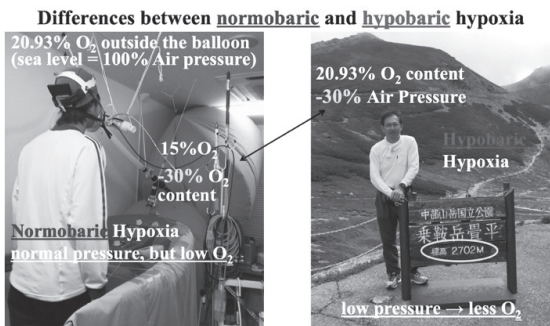 Differences between normobaric and hypobaric hypoxia
20.93% O₂ outside the balloon
(sea level = 100% Air pressure)
15%O₂
-30% O₂
content
Normobaric Hypoxia
normal pressure, but low O₂
20.93% O₂ content
-30% Air Pressure
Hypobaric
Hypoxia
中部山岳国立公園
乗鞍岳畳平
標高 2702M
low pressure → less O₂